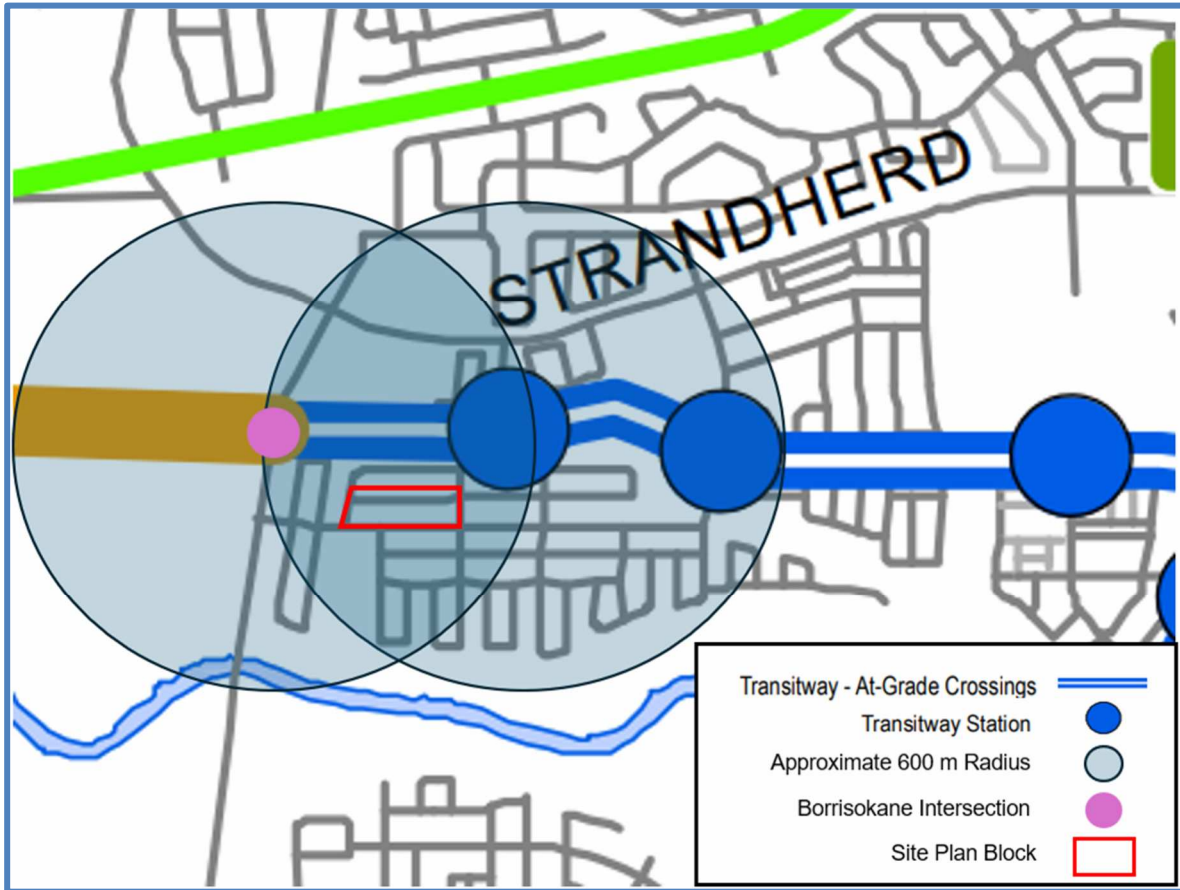 STRANDHERD
Transitway - At-Grade Crossings
Transitway Station
Approximate 600 m Radius
Borrisokane Intersection
Site Plan Block